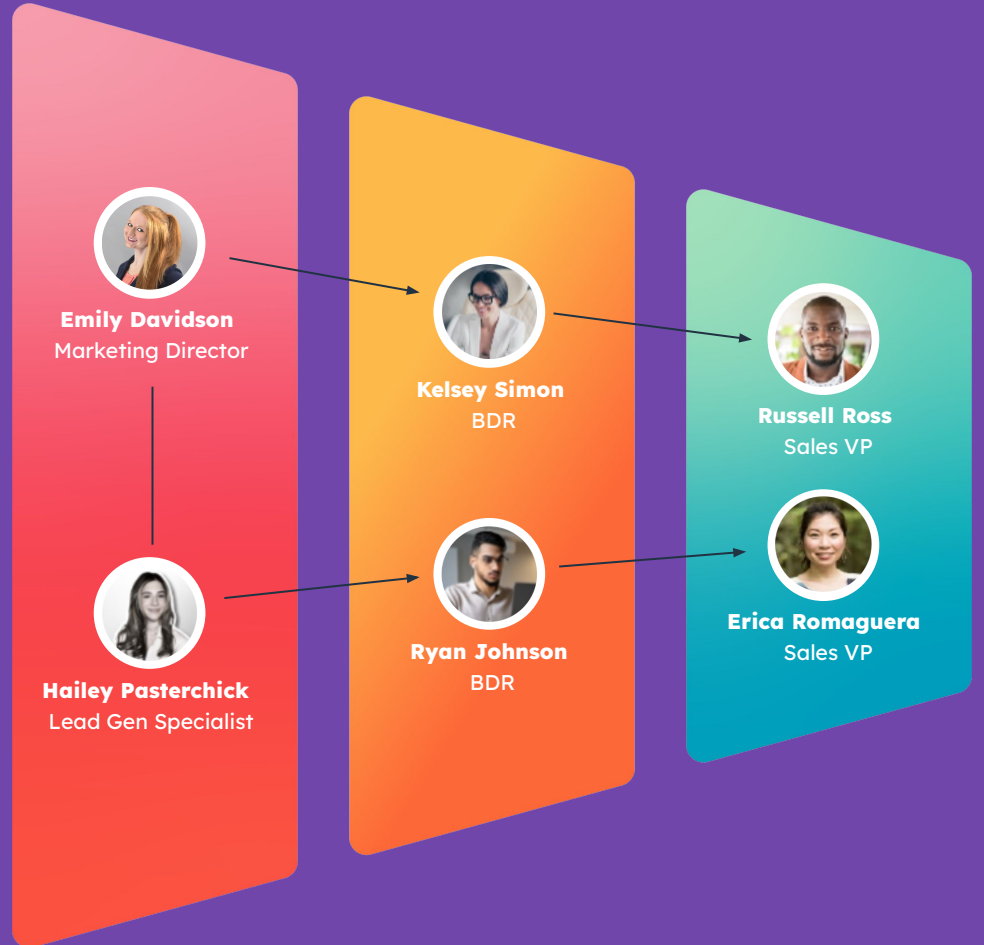 Emily Davidson
Marketing Director
Hailey Pasterchick
Lead Gen Specialist
Kelsey Simon
BDR
Ryan Johnson
BDR
Russell Ross
Sales VP
Erica Romaguera
Sales VP